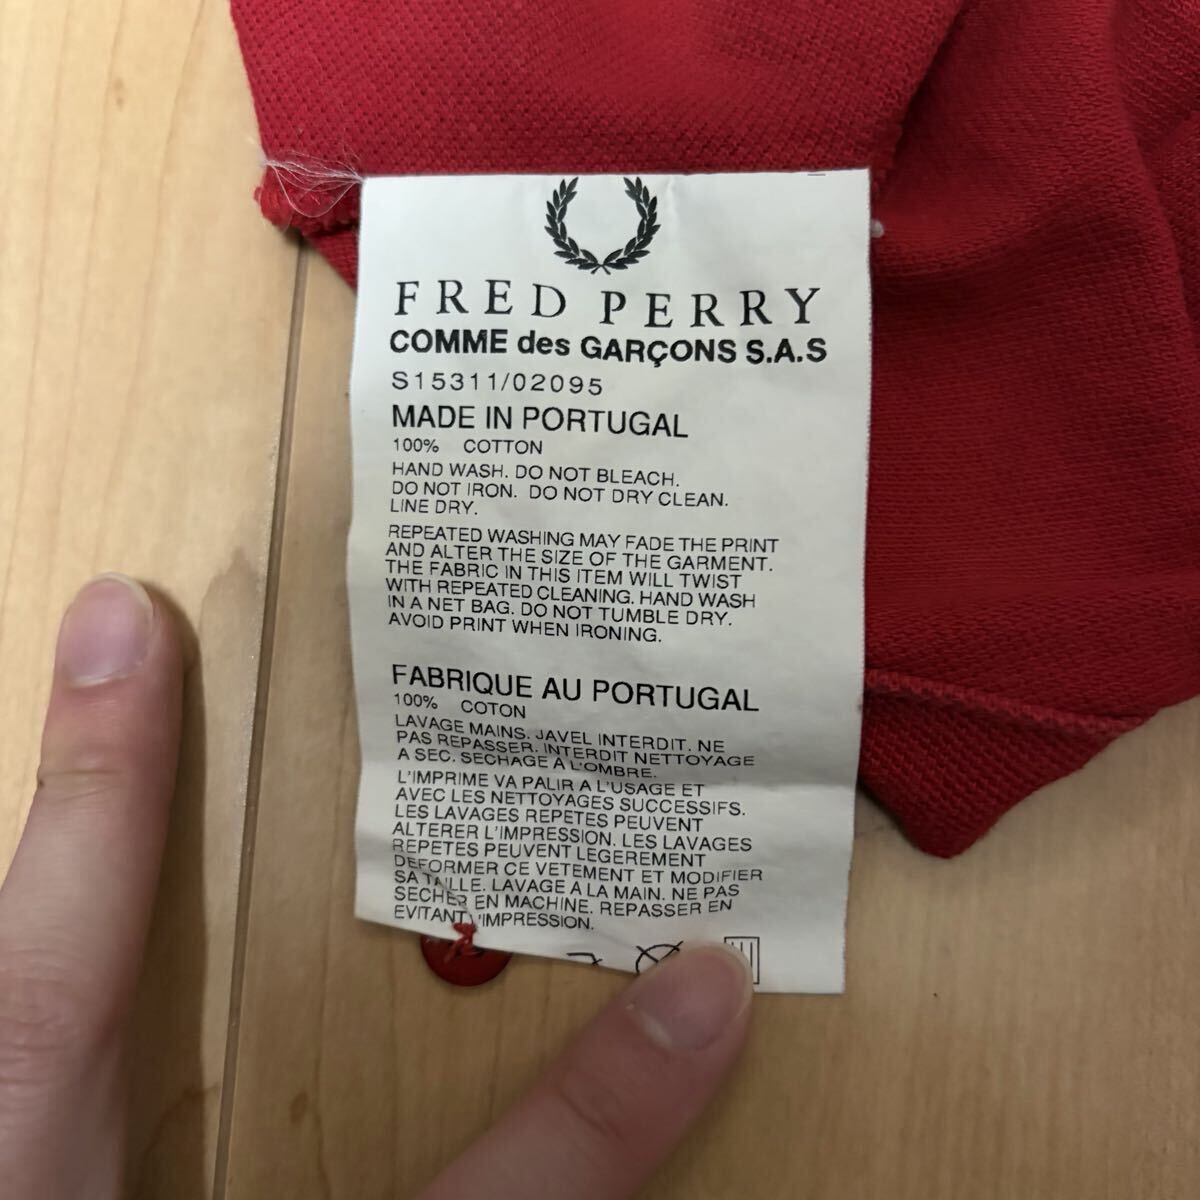 FRED PERRY
COMME des GARÇONS S.A.S
S15311/02095
MADE IN PORTUGAL
100% COTTON
HAND WASH. DO NOT BLEACH.
DO NOT IRON. DO NOT DRY CLEAN.
LINE DRY.
REPEATED WASHING MAY FADE THE PRINT
AND ALTER THE SIZE OF THE GARMENT.
THE FABRIC IN THIS ITEM WILL TWIST
WITH REPEATED CLEANING. HAND WASH
IN A NET BAG. DO NOT TUMBLE DRY.
AVOID PRINT WHEN IRONING.
FABRIQUE AU PORTUGAL
100% COTON
LAVAGE MAINS. JAVEL INTERDIT. NE
PAS REPASSER. INTERDIT NETTOYAGE
A SEC. SECHAGE A L'OMBRE.
L'IMPRIME VA PALIR A L'USAGE ET
AVEC LES NETTOYAGES SUCCESSIFS.
LES LAVAGES REPETES PEUVENT
ALTERER L'IMPRESSION. LES LAVAGES
REPETES PEUVENT LEGEREMENT
DEFORMER CE VETEMENT ET MODIFIER
SA TAILLE. LAVAGE A LA MAIN. NE PAS
SECHER EN MACHINE. REPASSER EN
EVITANT L'IMPRESSION.